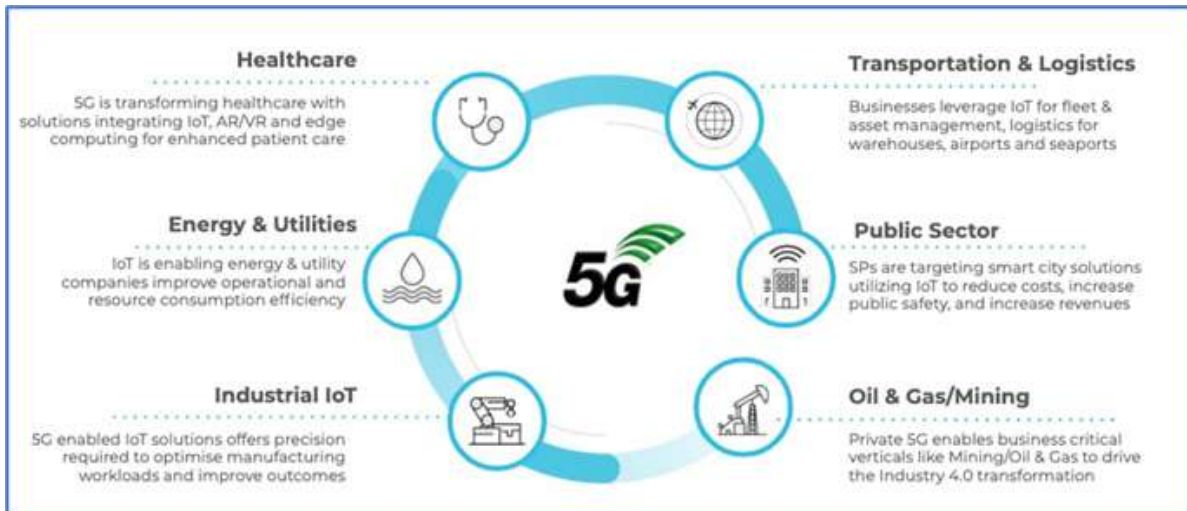 Healthcare
5G is transforming healthcare with
solutions integrating IoT, AR/VR and edge
computing for enhanced patient care
Energy & Utilities
IoT is enabling energy & utility
companies improve operational and
resource consumption efficiency
Industrial IoT
5G enabled IoT solutions offers precision
required to optimise manufacturing
workloads and improve outcomes
5G
Transportation & Logistics
Businesses leverage IoT for fleet &
asset management, logistics for
warehouses, airports and seaports
Public Sector
SPs are targeting smart city solutions
utilizing IoT to reduce costs, increase
public safety, and increase revenues
Oil & Gas/Mining
Private 5G enables business critical
verticals like Mining/Oil & Gas to drive
the Industry 4.0 transformation